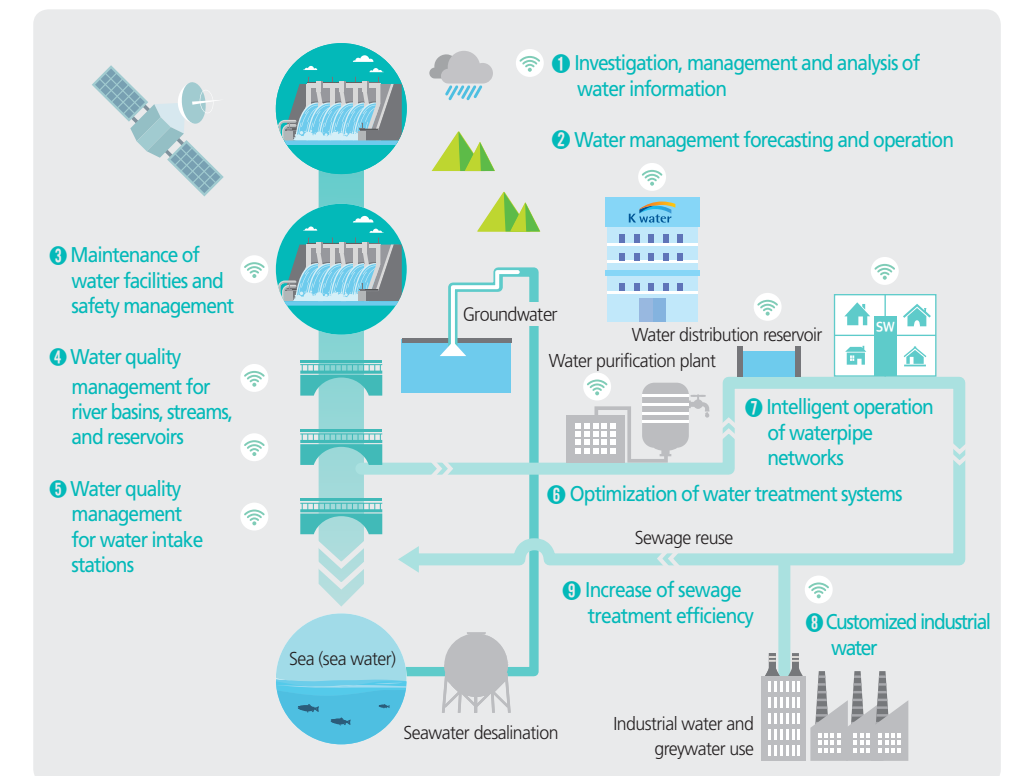 ❶ Investigation, management and analysis of
water information
❷ Water management forecasting and operation
K water
❸ Maintenance of
water facilities and
safety management
Groundwater
SW
Water distribution reservoir
Water purification plant
❹ Water quality
management for
river basins, streams,
and reservoirs
❼ Intelligent operation
of waterpipe
networks
❺ Water quality
management
for water intake
stations
❻ Optimization of water treatment systems
Sewage reuse
❾ Increase of sewage
treatment efficiency
❽ Customized industrial
water
Sea (sea water)
Seawater desalination
Industrial water and
greywater use